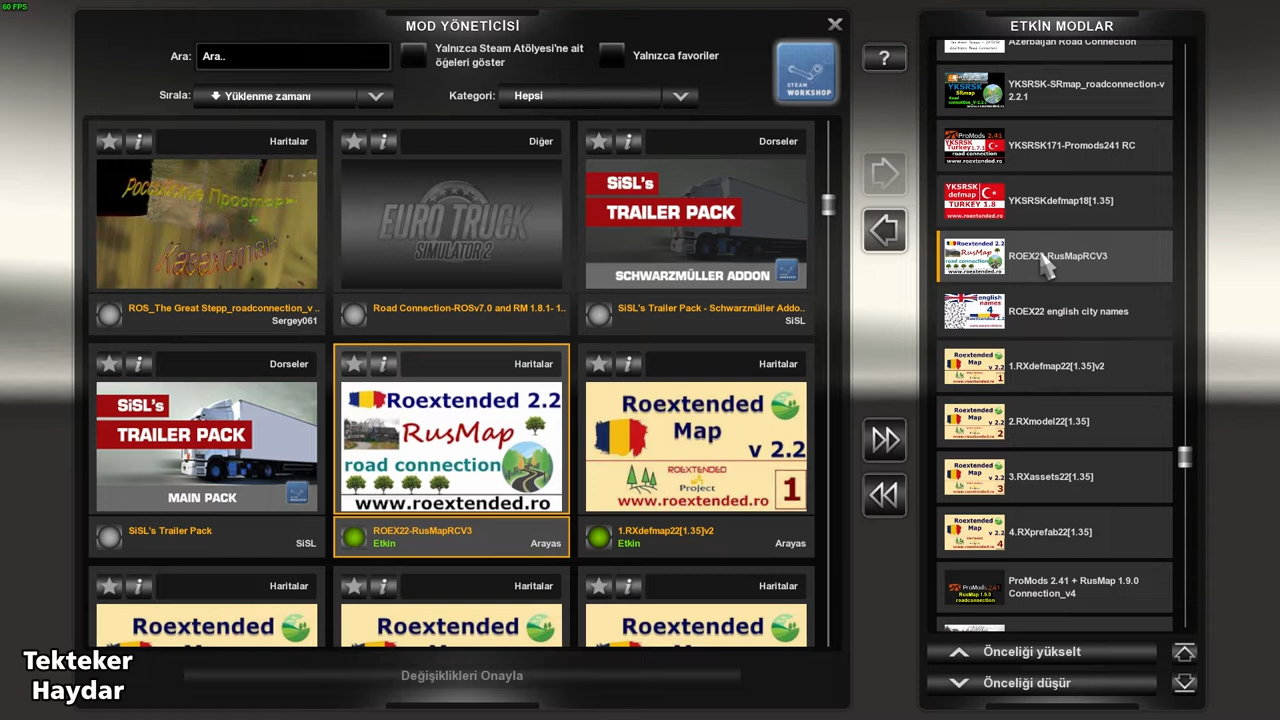 60 FPS
MOD YÖNETİCİSİ
Ara:
Ara..
Yalnızca Steam Atölyesi'ne ait
öğeleri göster
Yalnızca favoriler
STEAM
WORKSHOP
Sırala:
Yükleme Zamanı
Kategori:
Hepsi
Haritalar
Diğer
Dorseler
Российские Просторы
Казахстан
EURO TRUCK
SIMULATOR 2
SiSL's
TRAILER PACK
SCHWARZMÜLLER ADDON
ROS_The Great Stepp_roadconnection_v ..
Sergey061
Road Connection-ROSv7.0 and RM 1.8.1- 1..
SiSL's Trailer Pack - Schwarzmüller Addo..
SiSL
Dorseler
Haritalar
Haritalar
SiSL's
TRAILER PACK
MAIN PACK
Roextended 2.2
RusMap
road connection
www.roextended.ro
Roextended
Map
v 2.2
ROEXTENDED
Project
www.roextended.ro
1
SiSL's Trailer Pack
SiSL
ROEX22-RusMapRCV3
Etkin
Arayas
1.RXdefmap22[1.35]v2
Etkin
Arayas
Haritalar
Haritalar
Haritalar
Roextended
Roextended
Roextended
Değişiklikleri Onayla
Tekteker
Haydar
?
ETKİN MODLAR
Azerbaijan Road Connection
YKSRSK-SRmap_roadconnection-v
2.2.1
YKSRSK171-Promods241 RC
YKSRSKdefmap18[1.35]
ROEX22-RusMapRCV3
ROEX22 english city names
1.RXdefmap22[1.35]v2
2.RXmodel22[1.35]
3.RXassets22[1.35]
4.RXprefab22[1.35]
ProMods 2.41 + RusMap 1.9.0
Connection_v4
Önceliği yükselt
Önceliği düşür